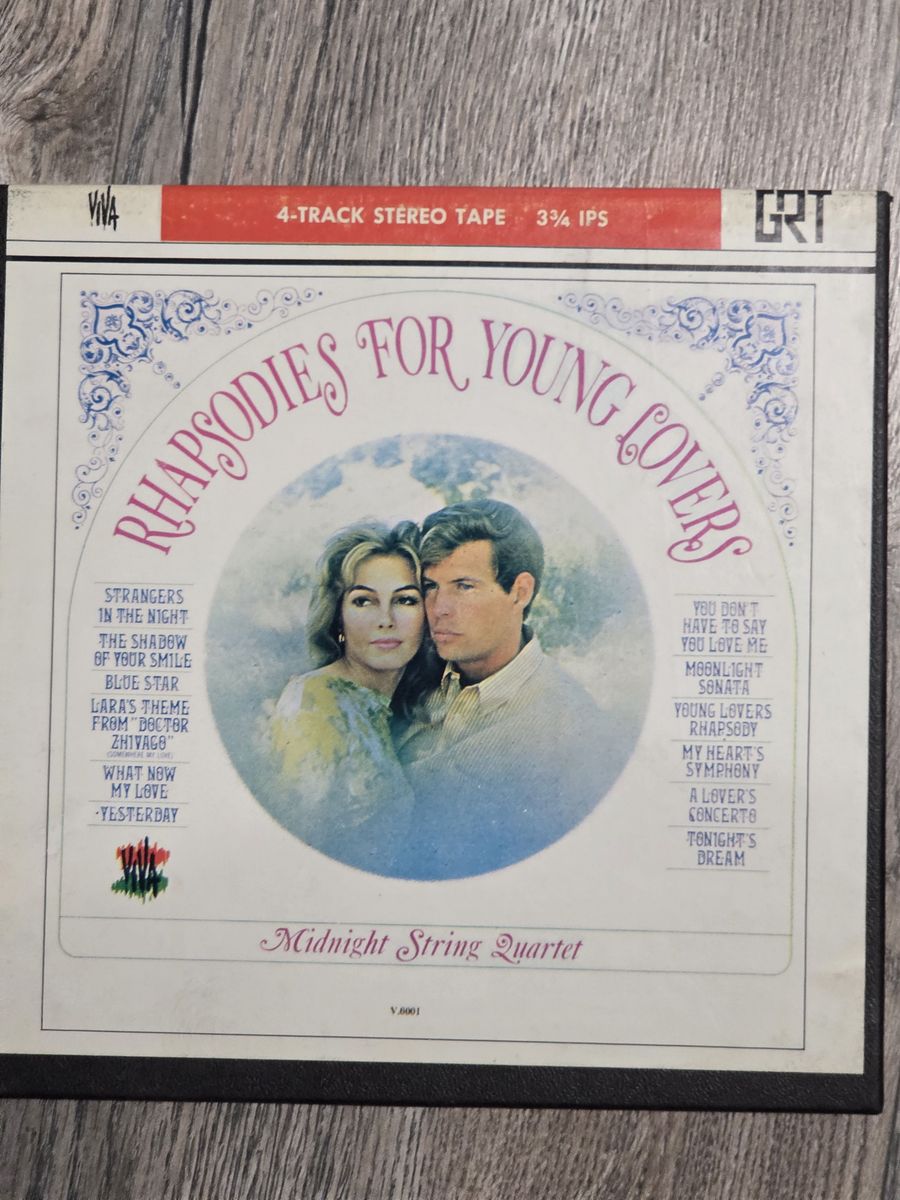 VIVA
4-TRACK STEREO TAPE 3¾ IPS
GRT
RHAPSODIES FOR YOUNG LOVERS
STRANGERS
IN THE NIGHT
THE SHADOW
OF YOUR SMILE
BLUE STAR
LARA'S THEME
FROM "DOCTOR
ZHIVAGO"
(SOMEWHERE MY LOVE)
WHAT NOW
MY LOVE
YESTERDAY
VIVA
YOU DON'T
HAVE TO SAY
YOU LOVE ME
MOONLIGHT
SONATA
YOUNG LOVERS
RHAPSODY
MY HEART'S
SYMPHONY
A LOVER'S
CONCERTO
TONIGHT'S
DREAM
Midnight String Quartet
V.6001